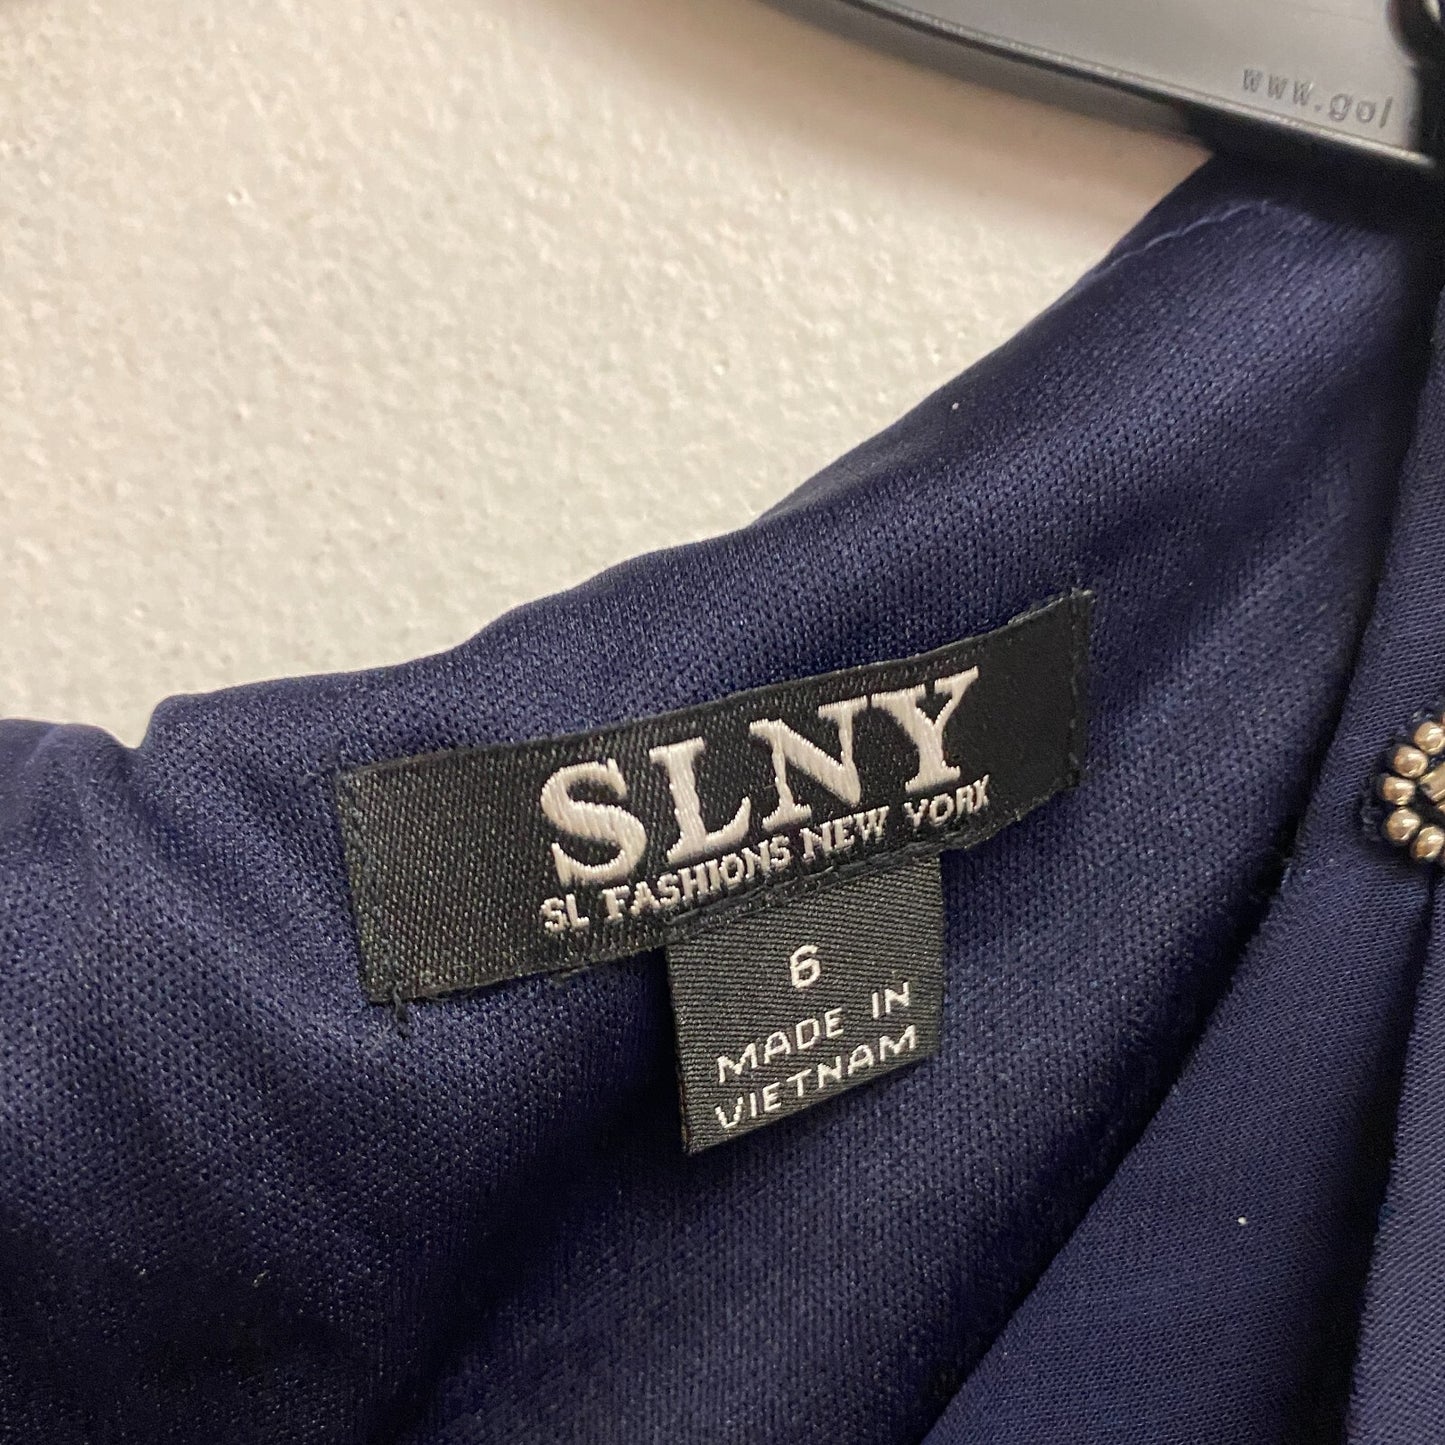 www.gol
SLNY
SL FASHIONS NEW YORK
6
MADE IN
VIETNAM